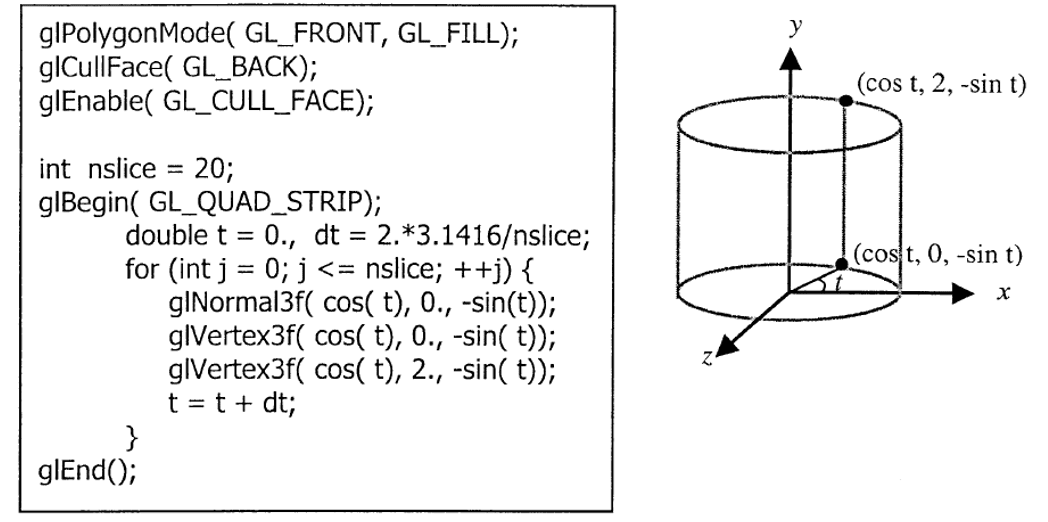 glPolygonMode( GL_FRONT, GL_FILL);
glCullFace( GL_BACK);
glEnable( GL_CULL_FACE);
int nslice = 20;
glBegin( GL_QUAD_STRIP);
double t = 0., dt = 2.*3.1416/nslice;
for (int j = 0; j <= nslice; ++j) {
glNormal3f( cos( t), 0., -sin(t));
glVertex3f( cos( t), 0., -sin( t));
glVertex3f( cos( t), 2., -sin( t));
t = t + dt;
}
glEnd();
y
(cos t, 2, -sin t)
(cos t, 0, -sin t)
t
x
z